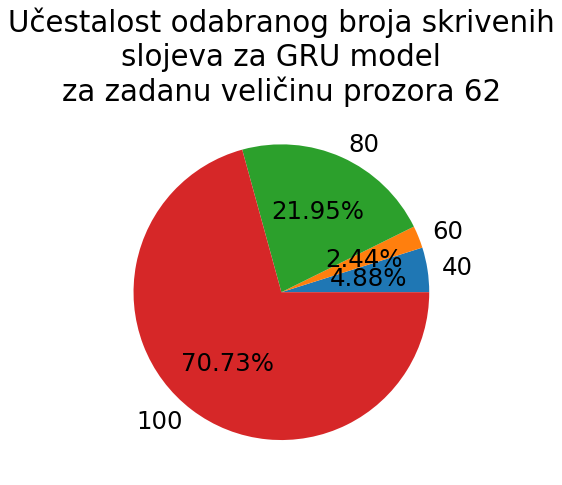 Učestalost odabranog broja skrivenih
slojeva za GRU model
za zadanu veličinu prozora 62
80
21.95%
60
2.44%
40
4.88%
70.73%
100